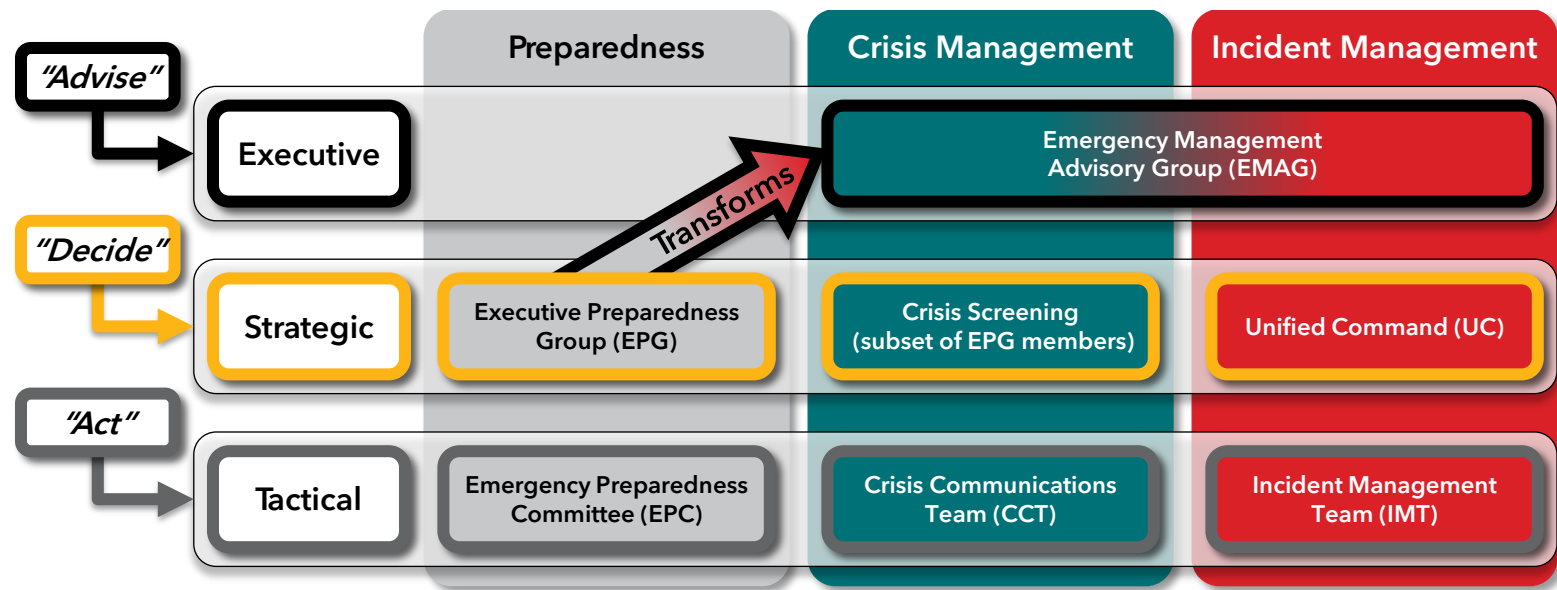 Preparedness
Crisis Management
Incident Management
"Advise"
Executive
Emergency Management
Advisory Group (EMAG)
Transforms
"Decide"
Strategic
Executive Preparedness
Group (EPG)
Crisis Screening
(subset of EPG members)
Unified Command (UC)
"Act"
Tactical
Emergency Preparedness
Committee (EPC)
Crisis Communications
Team (CCT)
Incident Management
Team (IMT)